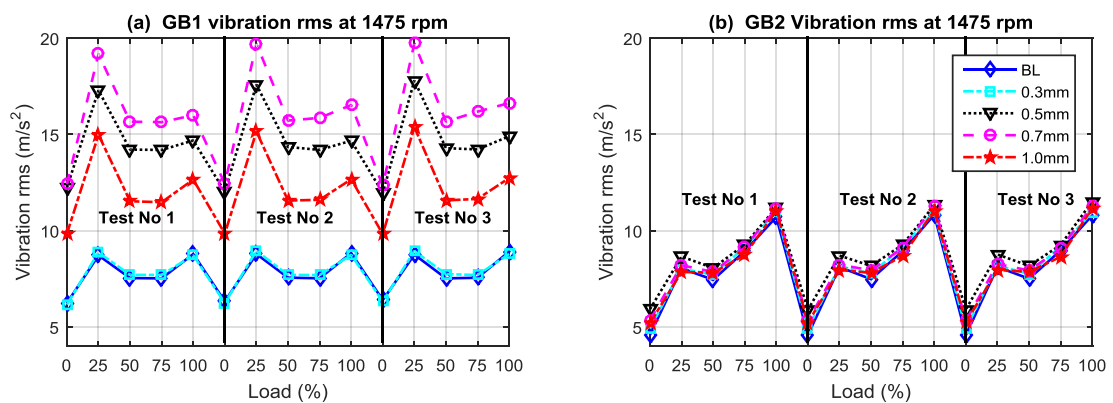 (a) GB1 vibration rms at 1475 rpm
20
15
10
5
Vibration rms (m/s²)
Test No 1
Test No 2
Test No 3
0 25 50 75 100 0 25 50 75 100 0 25 50 75 100
Load (%)
(b) GB2 Vibration rms at 1475 rpm
20
15
10
5
Vibration rms (m/s²)
BL
0.3mm
0.5mm
0.7mm
1.0mm
Test No 1
Test No 2
Test No 3
0 25 50 75 100 0 25 50 75 100 0 25 50 75 100
Load (%)